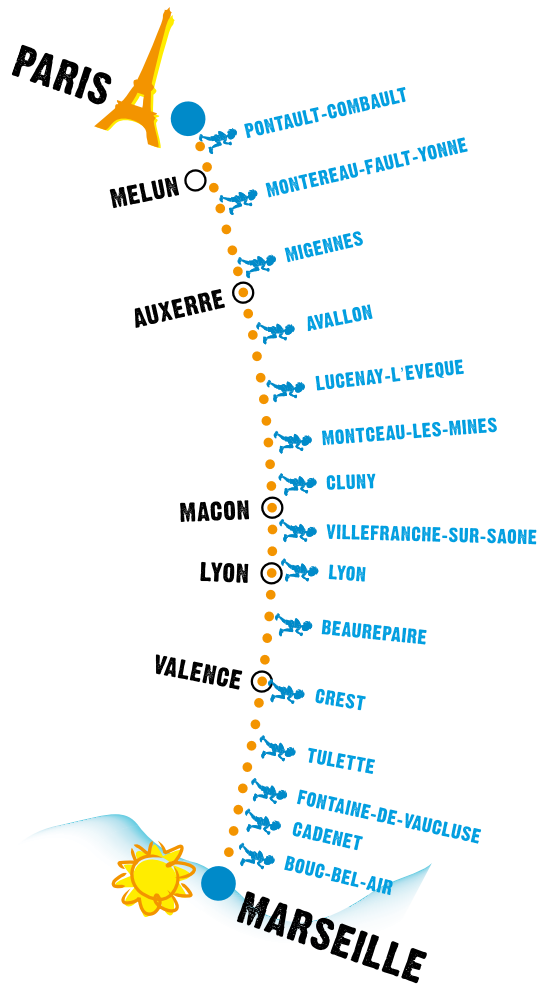 PARIS
PONTAULT-COMBAULT
MONTEREAU-FAULT-YONNE
MELUN
MIGENNES
AUXERRE
AVALLON
LUCENAY-L'EVEQUE
MONTCEAU-LES-MINES
CLUNY
MACON
VILLEFRANCHE-SUR-SAONE
LYON
LYON
BEAUREPAIRE
VALENCE
CREST
TULETTE
FONTAINE-DE-VAUCLUSE
CADENET
BOUC-BEL-AIR
MARSEILLE